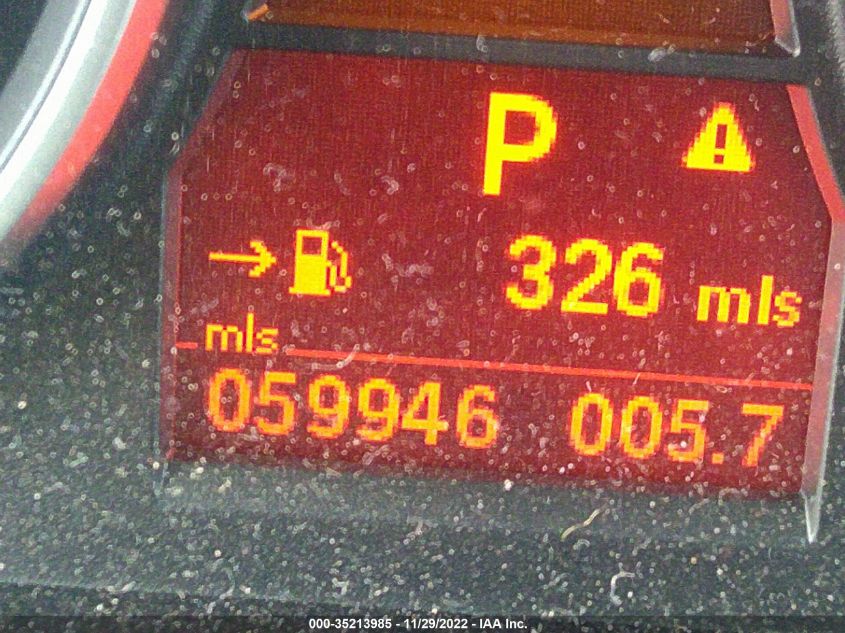 P
326 mls
mls
059946 005.7
000-35213985 - 11/29/2022 - IAA Inc.